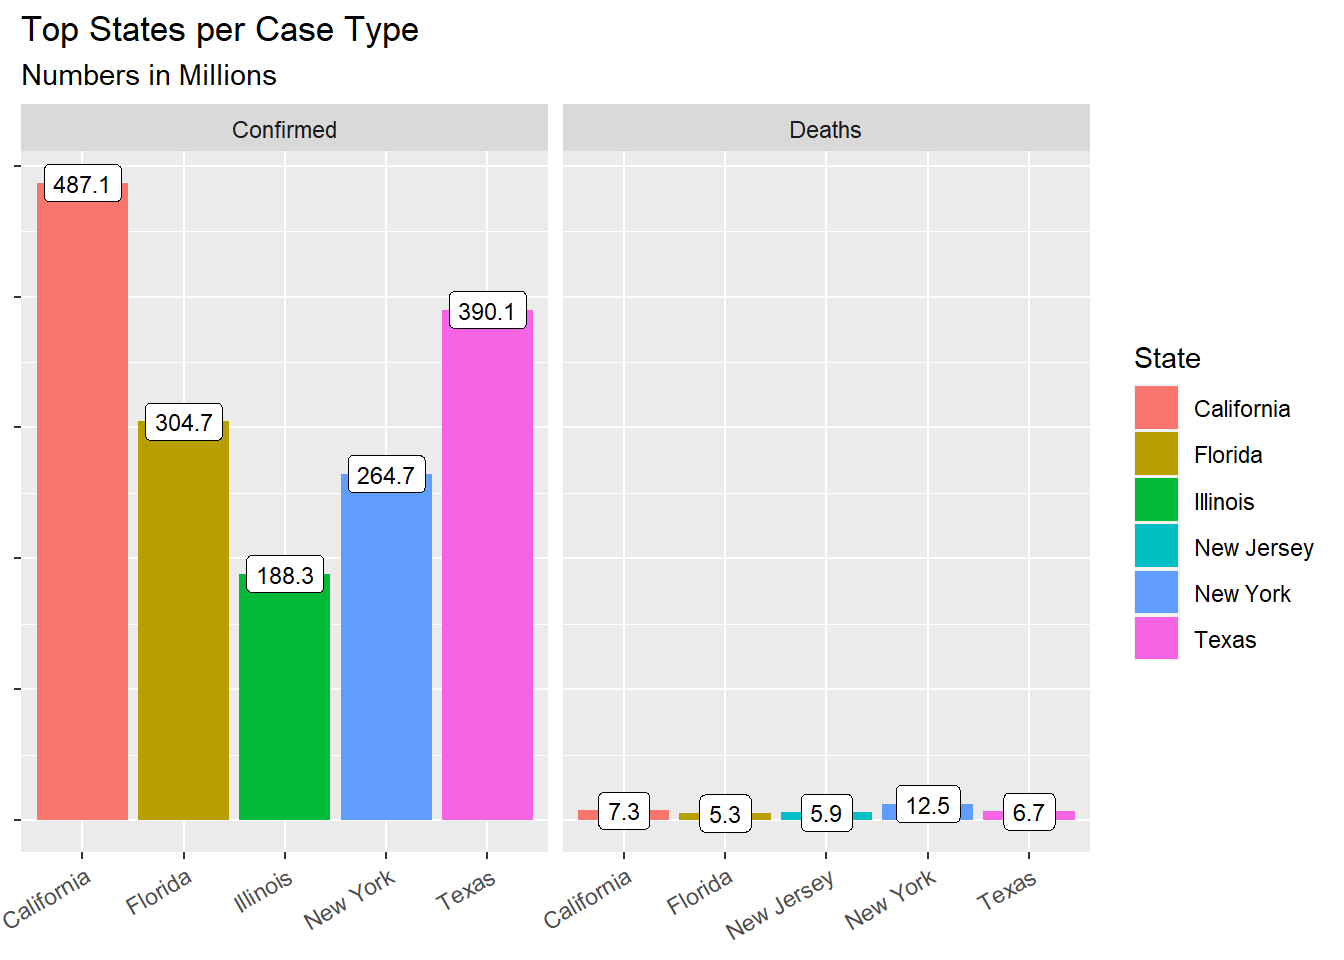 Top States per Case Type
Numbers in Millions
Confirmed
Deaths
487.1
304.7
188.3
264.7
390.1
7.3
5.3
5.9
12.5
6.7
California
Florida
Illinois
New York
Texas
California
Florida
New Jersey
New York
Texas
State
California
Florida
Illinois
New Jersey
New York
Texas